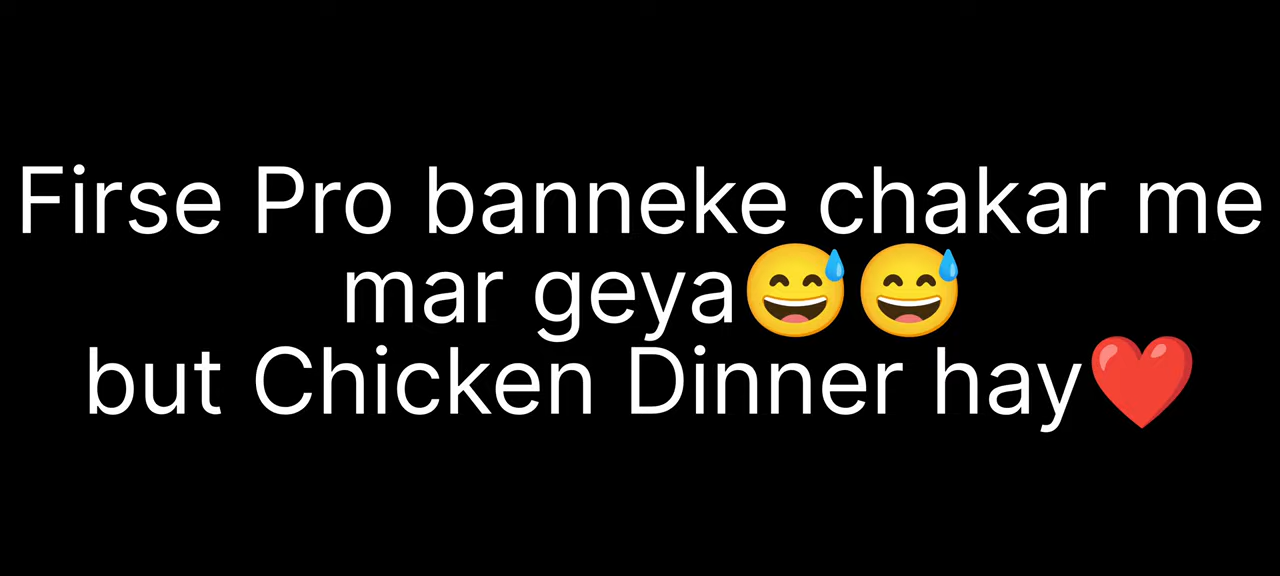 Firse Pro banneke chakar me
mar geya😅😅
but Chicken Dinner hay❤️